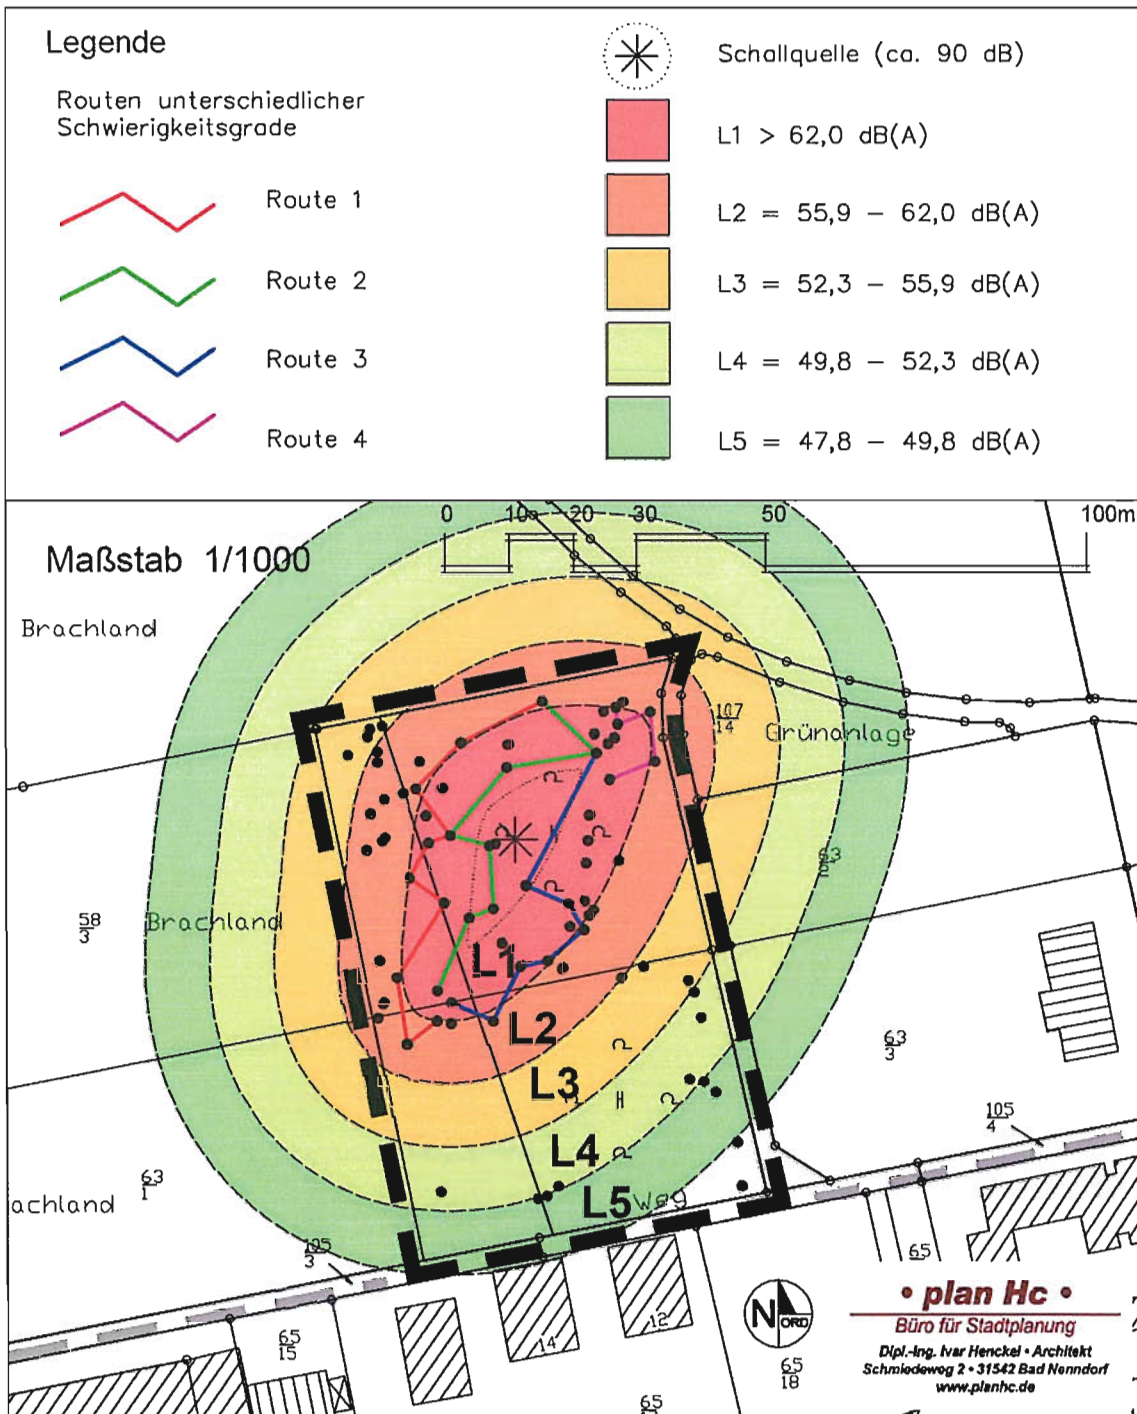 Legende
Routen unterschiedlicher
Schwierigkeitsgrade
Route 1
Route 2
Route 3
Route 4
Schallquelle (ca. 90 dB)
L1 > 62,0 dB(A)
L2 = 55,9 – 62,0 dB(A)
L3 = 52,3 – 55,9 dB(A)
L4 = 49,8 – 52,3 dB(A)
L5 = 47,8 – 49,8 dB(A)
0 10 20 30 50 100m
Maßstab 1/1000
Brachland
107
14
Grünanlage
63
58
3
Brachland
L1
L2
63
3
L3
H
105
4
L4
63
1
L5 Weg
achland
105
3
65
14
12
65
15
65
18
65
N
ORD
• plan Hc •
Büro für Stadtplanung
Dipl.-Ing. Ivar Henckel • Architekt
Schmiedeweg 2 • 31542 Bad Nenndorf
www.planhc.de